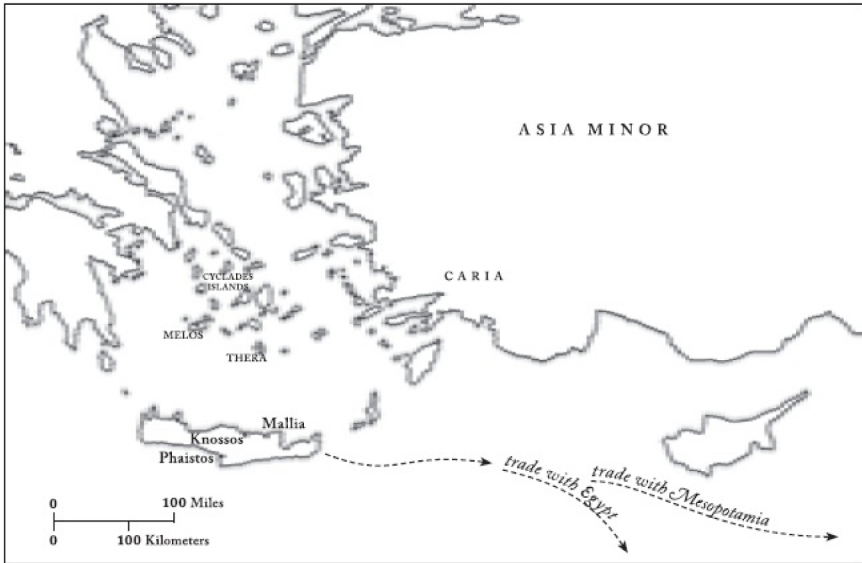 ASIA MINOR
CARIA
CYCLADES
ISLANDS
MELOS
THERA
Mallia
Knossos
Phaistos
trade with Egypt
trade with Mesopotamia
0 100 Miles
0 100 Kilometers